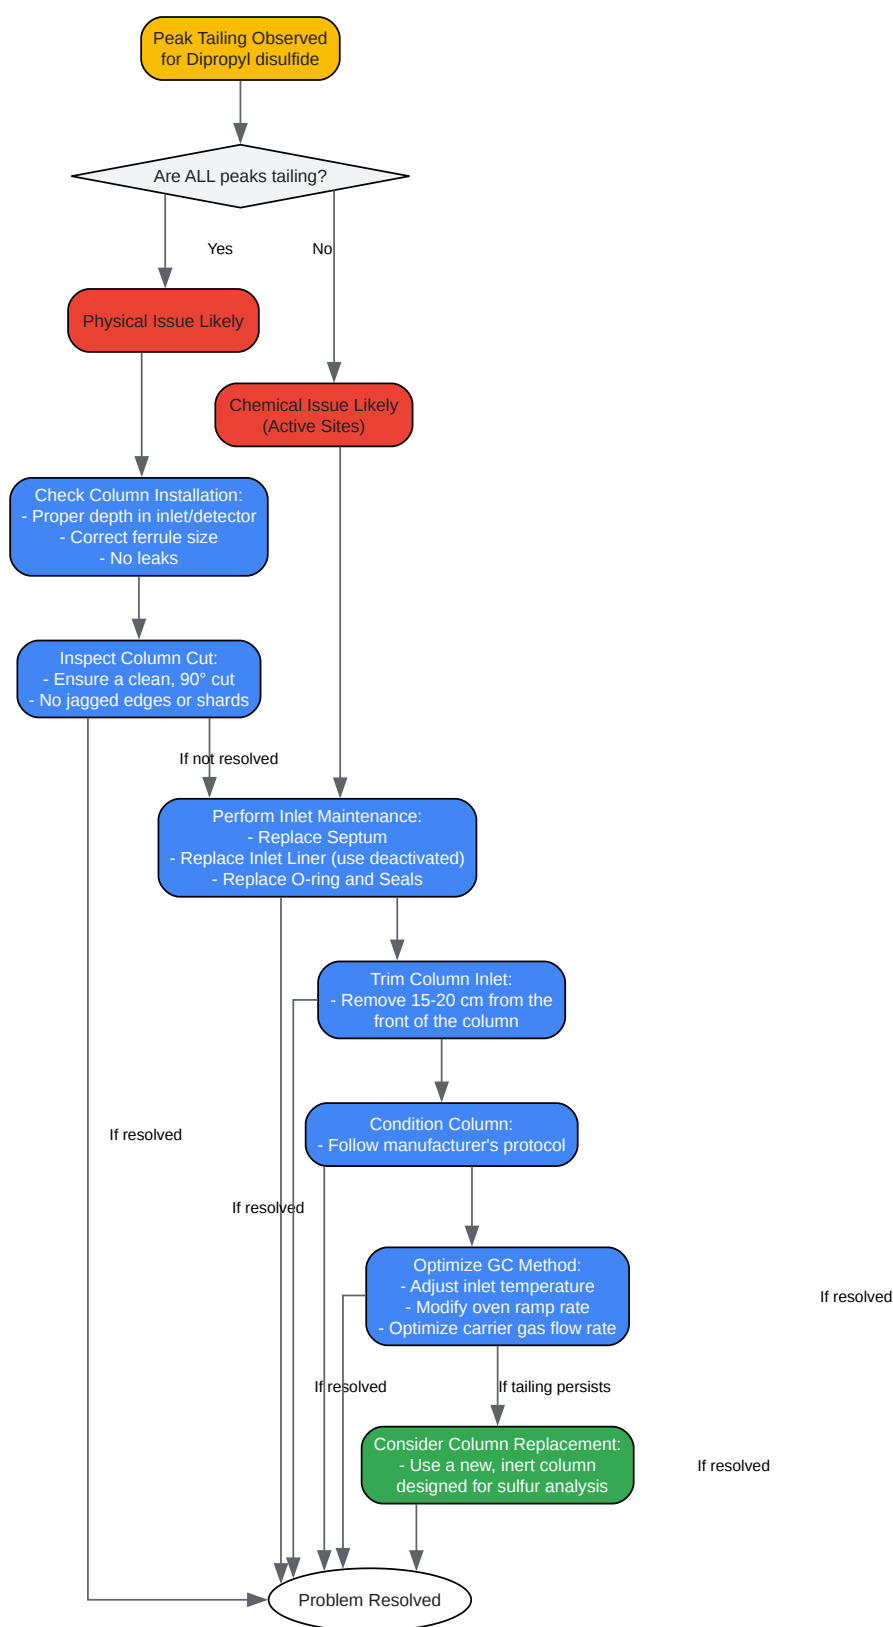 Peak Tailing Observed
for Dipropyl disulfide
Are ALL peaks tailing?
Yes
No
Physical Issue Likely
Chemical Issue Likely
(Active Sites)
Check Column Installation:
- Proper depth in inlet/detector
- Correct ferrule size
- No leaks
Inspect Column Cut:
- Ensure a clean, 90° cut
- No jagged edges or shards
If not resolved
Perform Inlet Maintenance:
- Replace Septum
- Replace Inlet Liner (use deactivated)
- Replace O-ring and Seals
Trim Column Inlet:
- Remove 15-20 cm from the
front of the column
Condition Column:
- Follow manufacturer's protocol
If resolved
If resolved
Optimize GC Method:
- Adjust inlet temperature
- Modify oven ramp rate
- Optimize carrier gas flow rate
If resolved
If resolved
If tailing persists
Consider Column Replacement:
- Use a new, inert column
designed for sulfur analysis
If resolved
Problem Resolved